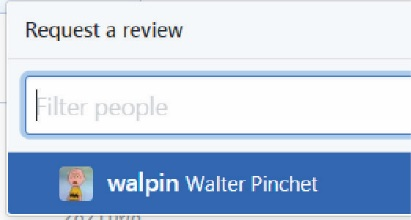 Request a review
Filter people
walpin Walter Pinchet